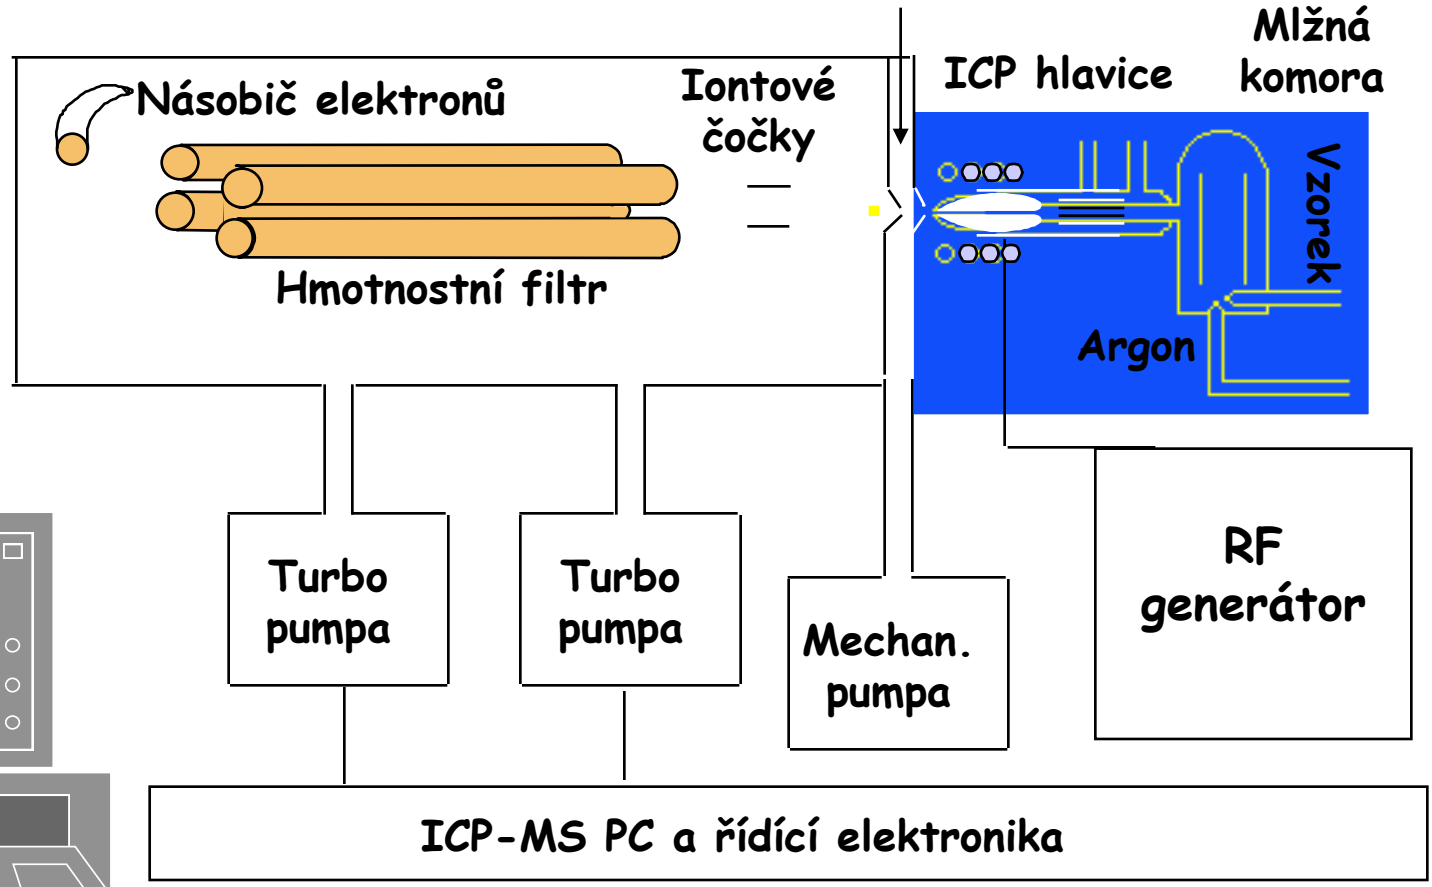 Mlžná
komora
ICP hlavice
Iontové
čočky
Násobič elektronů
Hmotnostní filtr
Vzorek
Argon
Turbo
pumpa
Turbo
pumpa
Mechan.
pumpa
RF
generátor
ICP-MS PC a řídící elektronika